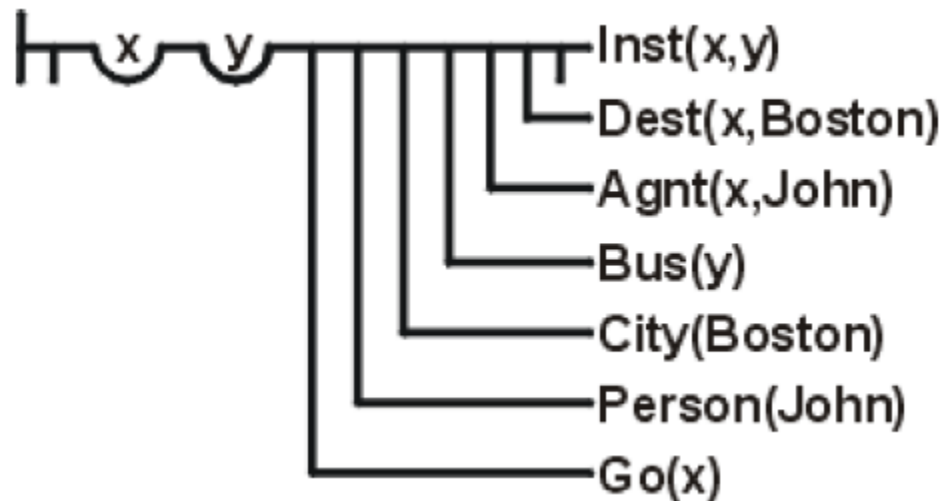 x y Inst(x,y)
Dest(x,Boston)
Agnt(x,John)
Bus(y)
City(Boston)
Person(John)
Go(x)